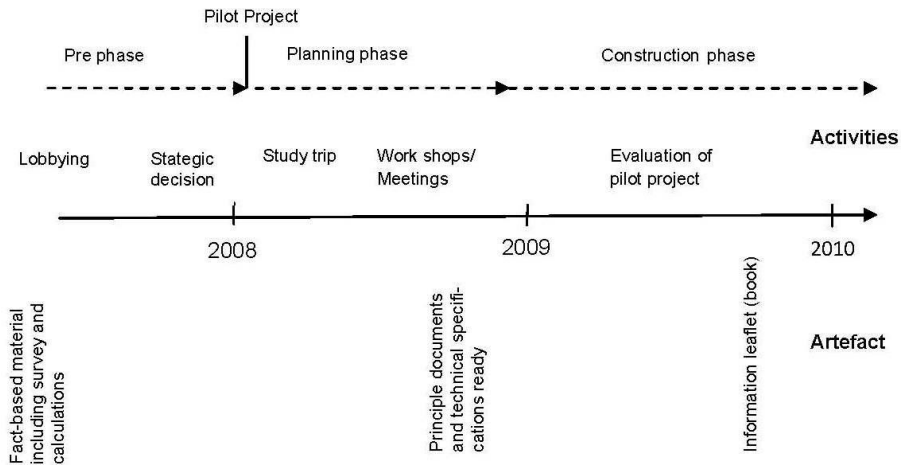 Pilot Project
Pre phase
Planning phase
Construction phase
Activities
Lobbying
Stategic
decision
Study trip
Work shops/
Meetings
Evaluation of
pilot project
2008
2009
2010
Fact-based material
including survey and
calculations
Principle documents
and technical specifi-
cations ready
Information leaflet (book)
Artefact